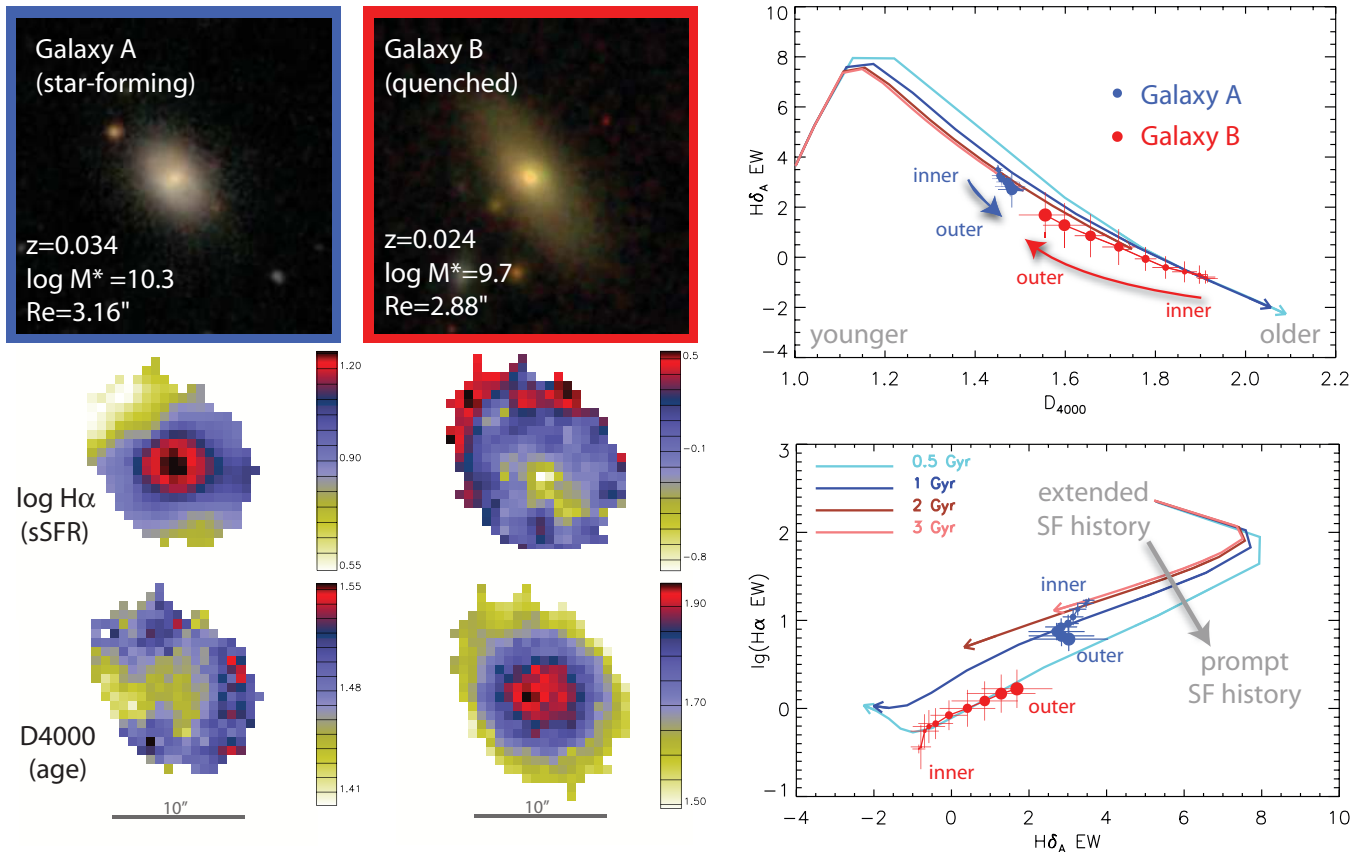 Galaxy A
(star-forming)
z=0.034
log M* =10.3
Re=3.16"
Galaxy B
(quenched)
z=0.024
log M*=9.7
Re=2.88"
log Hα
(sSFR)
1.20
0.90
0.55
0.5
−0.1
−0.8
D4000
(age)
1.55
1.48
1.41
1.90
1.70
1.50
10"
10"
HδA EW
8
6
4
2
0
−2
−4
Galaxy A
Galaxy B
inner
outer
outer
inner
younger
older
1.0 1.2 1.4 1.6 1.8 2.0 2.2
D4000
lg(Hα EW)
3
2
1
0
−1
0.5 Gyr
1 Gyr
2 Gyr
3 Gyr
extended
SF history
inner
outer
prompt
SF history
outer
inner
−4 −2 0 2 4 6 8 10
HδA EW